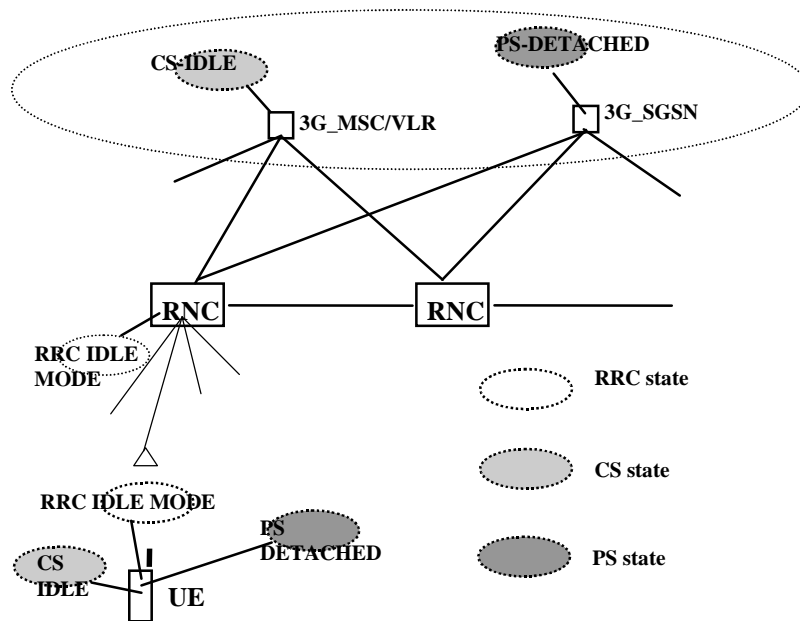 PS-DETACHED
CS-IDLE
3G_MSC/VLR
3G_SGSN
RNC
RNC
RRC IDLE
MODE
RRC state
CS state
RRC IDLE MODE
PS
DETACHED
PS state
CS
IDLE
UE